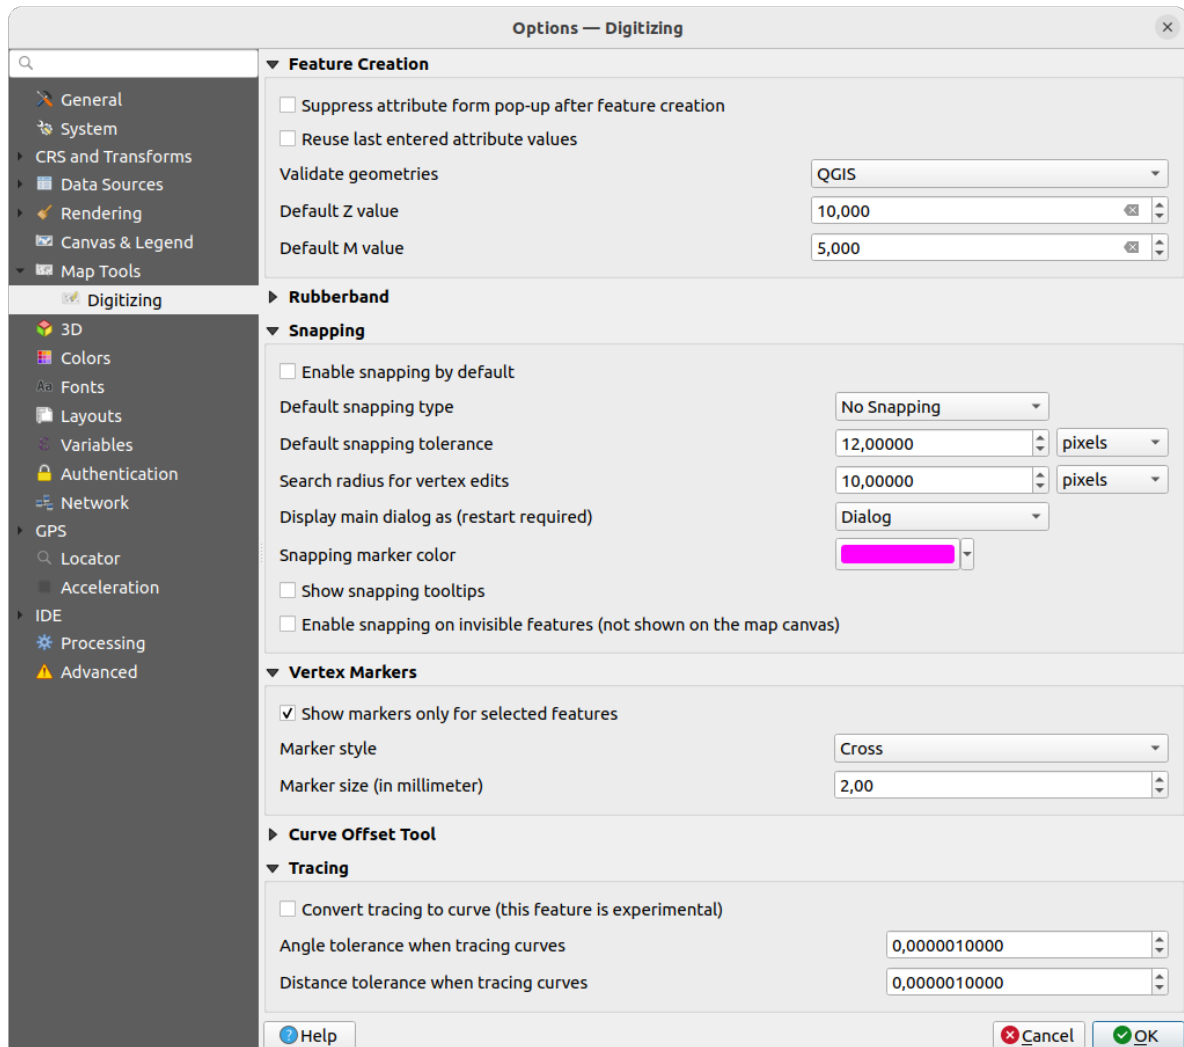 Options — Digitizing
General
System
CRS and Transforms
Data Sources
Rendering
Canvas & Legend
Map Tools
Digitizing
3D
Colors
Aa Fonts
Layouts
ε Variables
Authentication
Network
GPS
Locator
Acceleration
IDE
Processing
Advanced
Feature Creation
Suppress attribute form pop-up after feature creation
Reuse last entered attribute values
Validate geometries QGIS
Default Z value 10,000
Default M value 5,000
Rubberband
Snapping
Enable snapping by default
Default snapping type No Snapping
Default snapping tolerance 12,00000 pixels
Search radius for vertex edits 10,00000 pixels
Display main dialog as (restart required) Dialog
Snapping marker color
Show snapping tooltips
Enable snapping on invisible features (not shown on the map canvas)
Vertex Markers
Show markers only for selected features
Marker style Cross
Marker size (in millimeter) 2,00
Curve Offset Tool
Tracing
Convert tracing to curve (this feature is experimental)
Angle tolerance when tracing curves 0,0000010000
Distance tolerance when tracing curves 0,0000010000
? Help Cancel OK